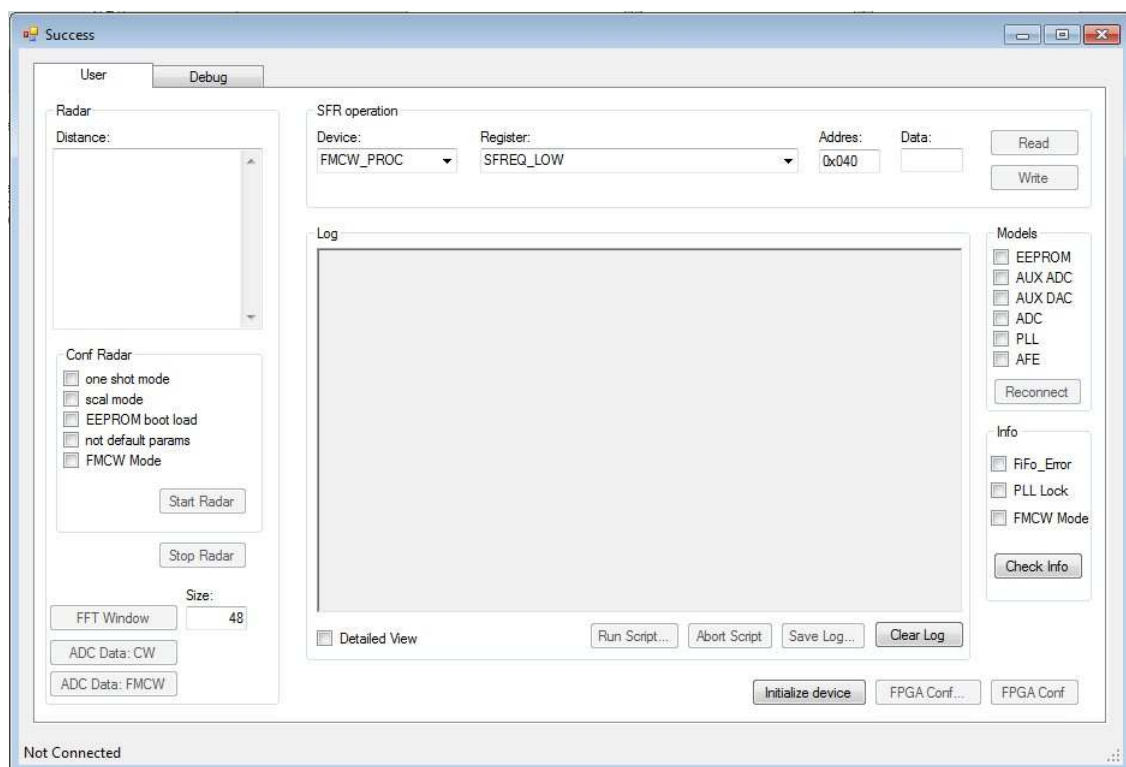 Success
User
Debug
Radar
Distance:
Conf Radar
one shot mode
scal mode
EEPROM boot load
not default params
FMCW Mode
Start Radar
Stop Radar
Size:
FFT Window
48
ADC Data: CW
ADC Data: FMCW
SFR operation
Device:
Register:
Addres:
Data:
FMCW_PROC
SFREQ_LOW
0x040
Read
Write
Log
Detailed View
Run Script...
Abort Script
Save Log...
Clear Log
Models
EEPROM
AUX ADC
AUX DAC
ADC
PLL
AFE
Reconnect
Info
FiFo_Error
PLL Lock
FMCW Mode
Check Info
Initialize device
FPGA Conf...
FPGA Conf
Not Connected